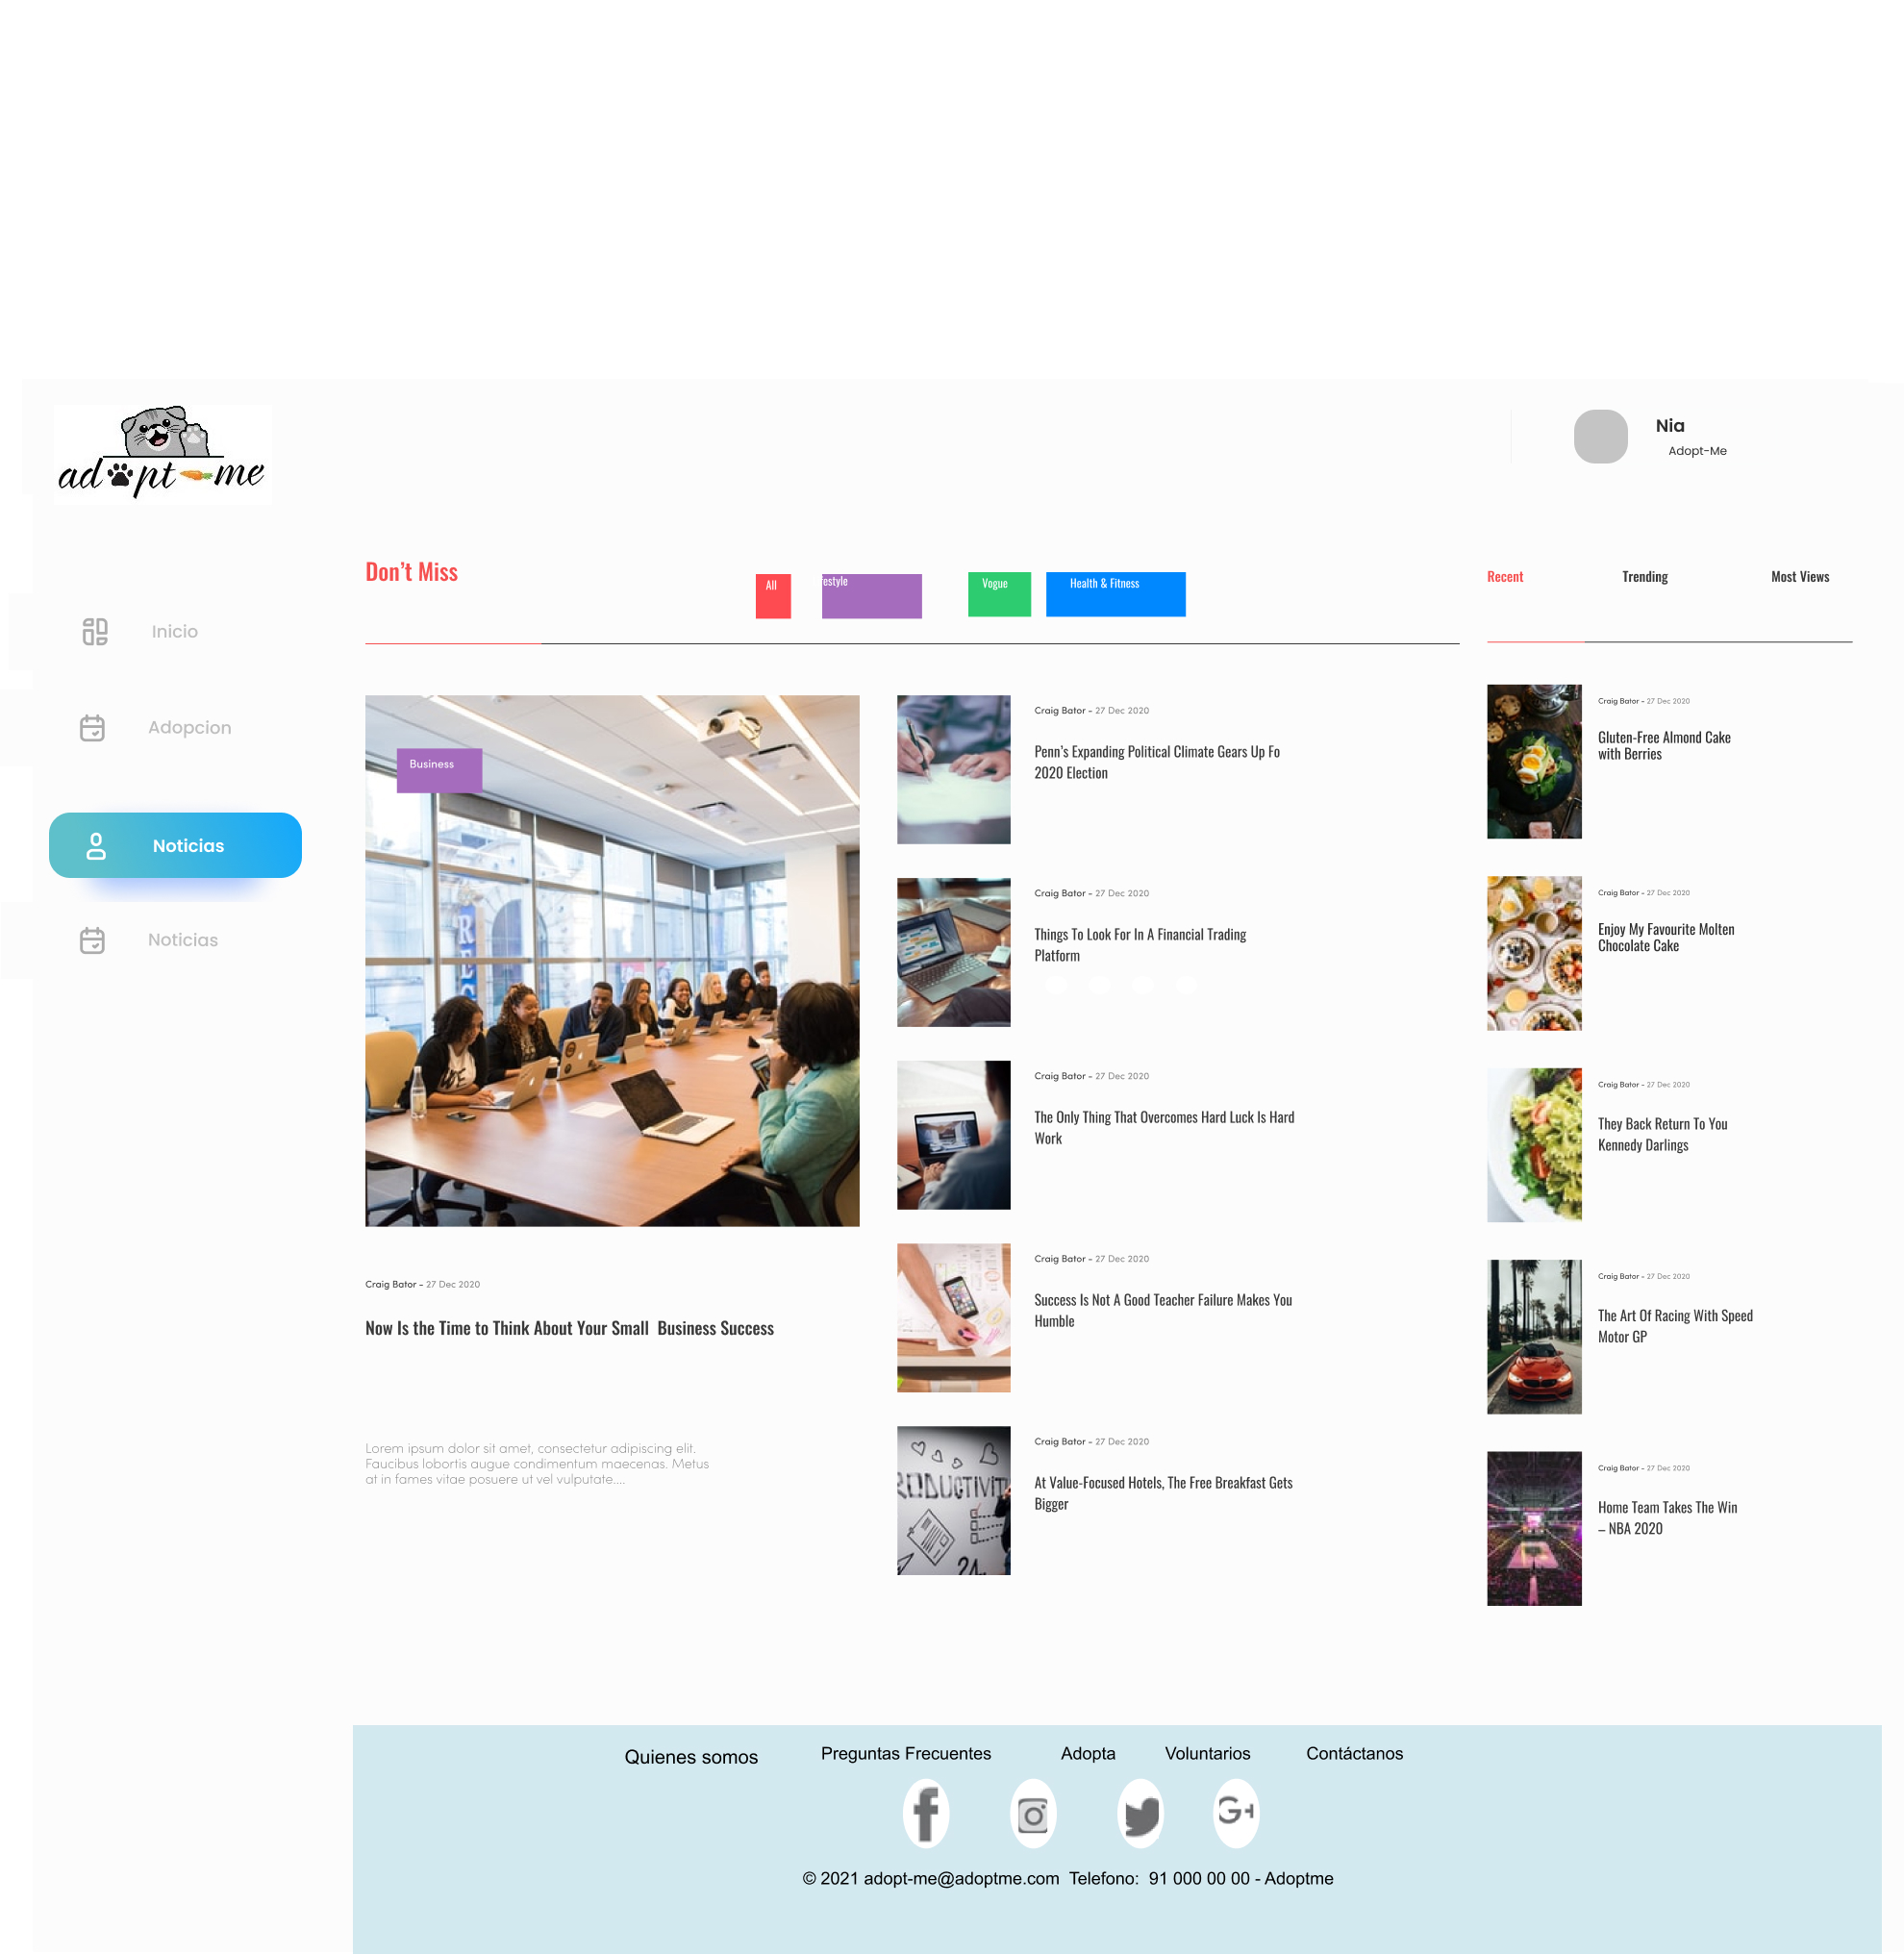 adopt-me
Nia
Adopt-Me
Inicio
Adopcion
Noticias
Noticias
Don’t Miss
All
estyle
Vogue
Health & Fitness
Recent
Trending
Most Views
Business
Craig Bator - 27 Dec 2020
Now Is the Time to Think About Your Small  Business Success
Lorem ipsum dolor sit amet, consectetur adipiscing elit.
Faucibus lobortis augue condimentum maecenas. Metus
at in fames vitae posuere ut vel vulputate....
Craig Bator - 27 Dec 2020
Penn’s Expanding Political Climate Gears Up Fo
2020 Election
Craig Bator - 27 Dec 2020
Things To Look For In A Financial Trading
Platform
Craig Bator - 27 Dec 2020
The Only Thing That Overcomes Hard Luck Is Hard
Work
Craig Bator - 27 Dec 2020
Success Is Not A Good Teacher Failure Makes You
Humble
Craig Bator - 27 Dec 2020
At Value-Focused Hotels, The Free Breakfast Gets
Bigger
RODUCTIVIT
24
Craig Bator - 27 Dec 2020
Gluten-Free Almond Cake
with Berries
Craig Bator - 27 Dec 2020
Enjoy My Favourite Molten
Chocolate Cake
Craig Bator - 27 Dec 2020
They Back Return To You
Kennedy Darlings
Craig Bator - 27 Dec 2020
The Art Of Racing With Speed
Motor GP
Craig Bator - 27 Dec 2020
Home Team Takes The Win
– NBA 2020
Quienes somos
Preguntas Frecuentes
Adopta
Voluntarios
Contáctanos
© 2021 adopt-me@adoptme.com  Telefono:  91 000 00 00 - Adoptme